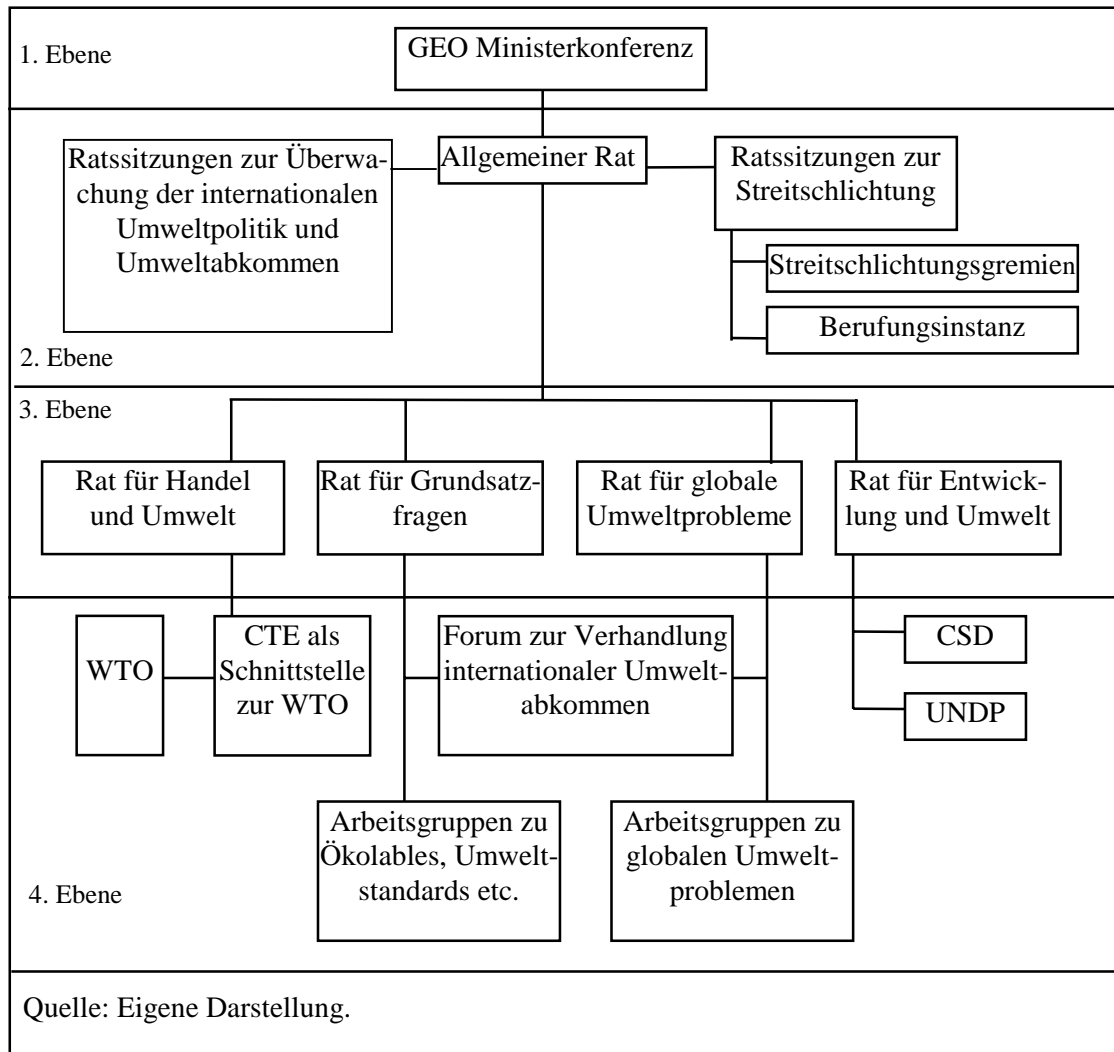 1. Ebene
GEO Ministerkonferenz
Ratssitzungen zur Überwa-
chung der internationalen
Umweltpolitik und
Umweltabkommen
Allgemeiner Rat
Ratssitzungen zur
Streitschlichtung
Streitschlichtungsgremien
Berufungsinstanz
2. Ebene
3. Ebene
Rat für Handel
und Umwelt
Rat für Grundsatz-
fragen
Rat für globale
Umweltprobleme
Rat für Entwick-
lung und Umwelt
WTO
CTE als
Schnittstelle
zur WTO
Forum zur Verhandlung
internationaler Umwelt-
abkommen
CSD
UNDP
Arbeitsgruppen zu
Ökolables, Umwelt-
standards etc.
Arbeitsgruppen zu
globalen Umwelt-
problemen
4. Ebene
Quelle: Eigene Darstellung.